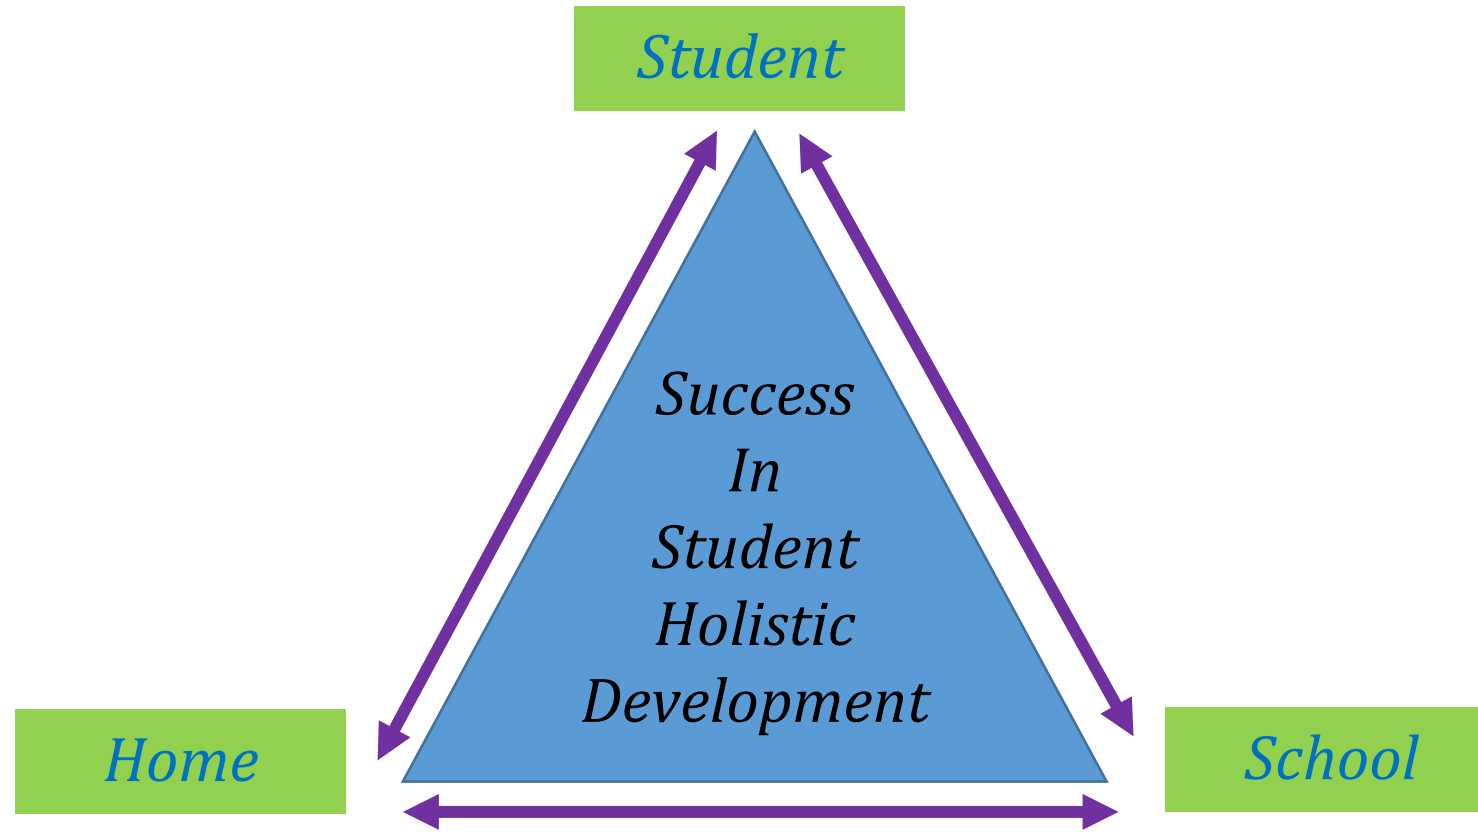 Student
Success
In
Student
Holistic
Development
Home
School